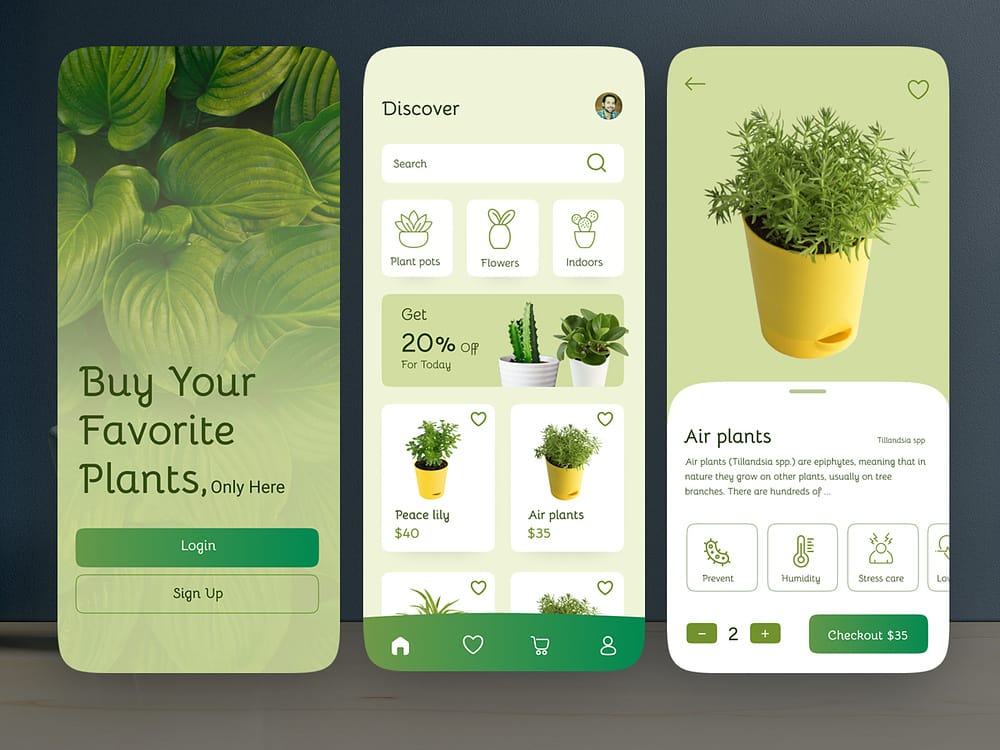 Buy Your
Favorite
Plants, Only Here
Login
Sign Up
Discover
Search
Plant pots
Flowers
Indoors
Get
20% Off
For Today
Peace lily
$40
Air plants
$35
Air plants
Tillandsia spp
Air plants (Tillandsia spp.) are epiphytes, meaning that in
nature they grow on other plants, usually on tree
branches. There are hundreds of ...
Prevent
Humidity
Stress care
− 2 +
Checkout $35